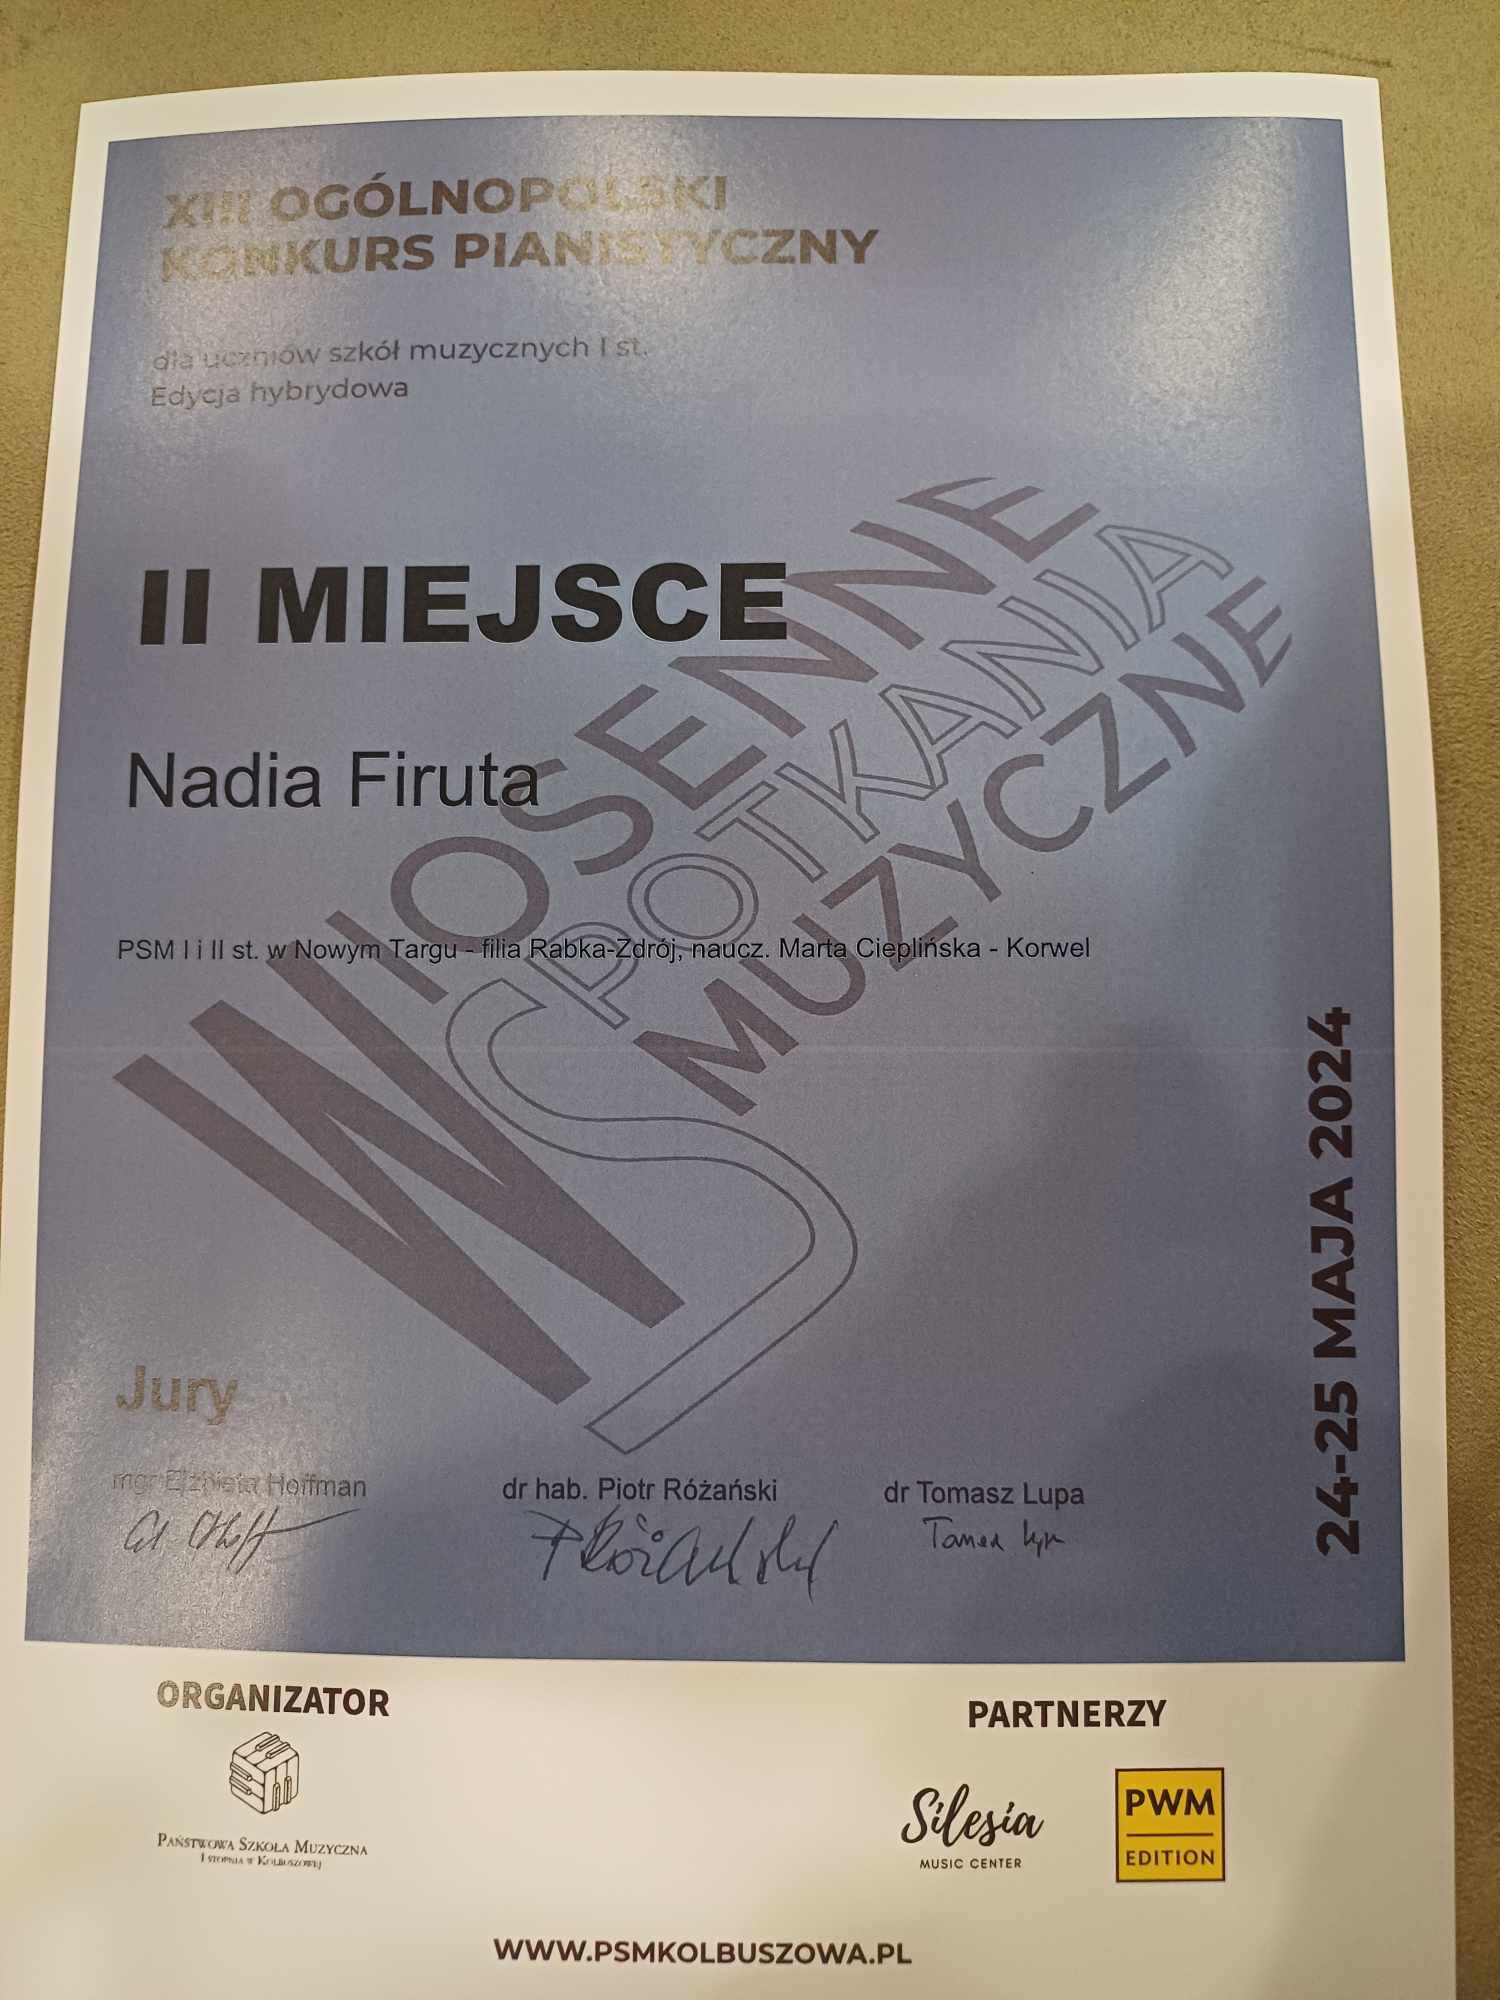 XIII OGÓLNOPOLSKI
KONKURS PIANISTYCZNY
dla uczniów szkół muzycznych I st.
Edycja hybrydowa
II MIEJSCE
Nadia Firuta
WIOSENNE
SPOTKANIA
MUZYCZNE
PSM I i II st. w Nowym Targu - filia Rabka-Zdrój, naucz. Marta Cieplińska - Korwel
24-25 MAJA 2024
Jury
mgr Elżbieta Hoffman
dr hab. Piotr Różański
dr Tomasz Lupa
ORGANIZATOR
PAŃSTWOWA SZKOŁA MUZYCZNA
I STOPNIA W KOLBUSZOWEJ
PARTNERZY
Silesia
MUSIC CENTER
PWM
EDITION
WWW.PSMKOLBUSZOWA.PL